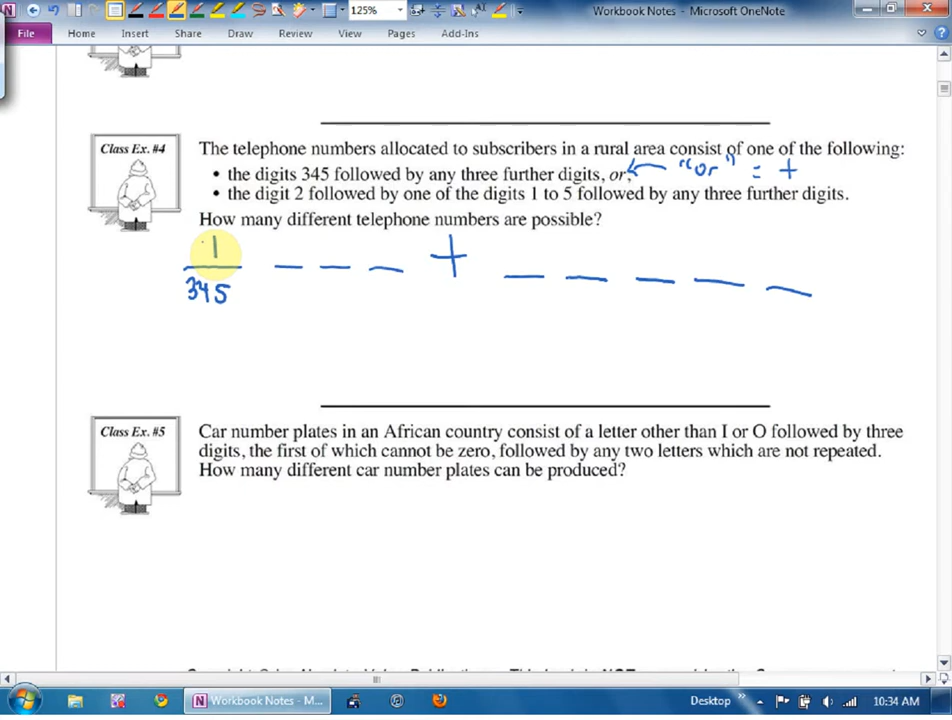 125%
Workbook Notes - Microsoft OneNote
File Home Insert Share Draw Review View Pages Add-Ins
Class Ex. #4
The telephone numbers allocated to subscribers in a rural area consist of one of the following:
• the digits 345 followed by any three further digits, or, "or" = +
• the digit 2 followed by one of the digits 1 to 5 followed by any three further digits.
How many different telephone numbers are possible?
1 +
345
Class Ex. #5
Car number plates in an African country consist of a letter other than I or O followed by three
digits, the first of which cannot be zero, followed by any two letters which are not repeated.
How many different car number plates can be produced?
Workbook Notes - M...
Desktop
10:34 AM